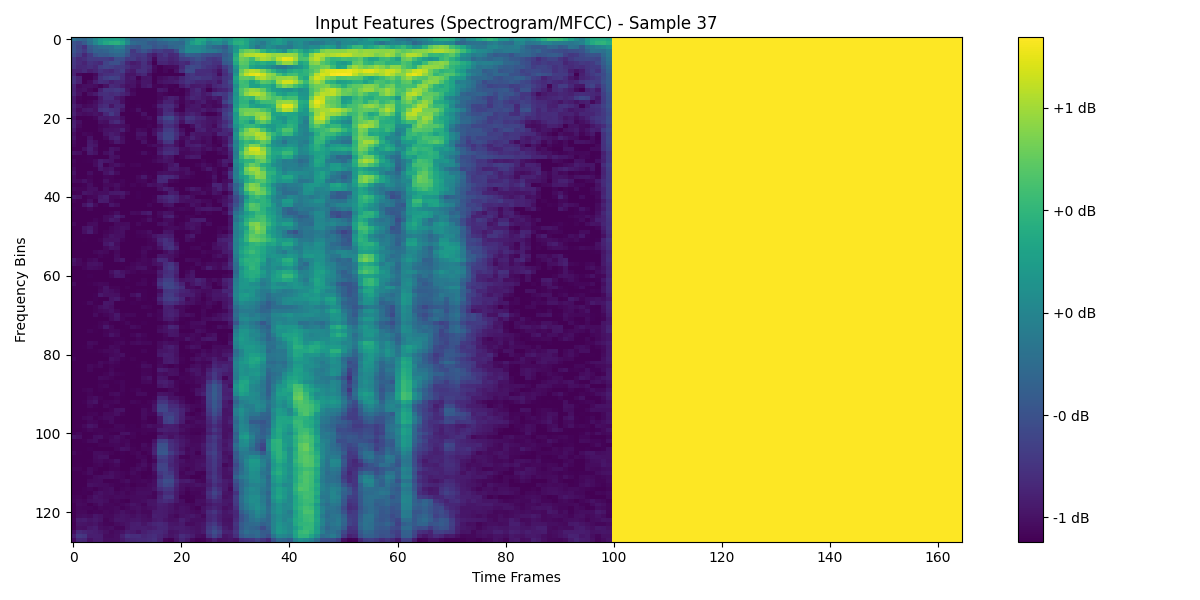 Input Features (Spectrogram/MFCC) - Sample 37
Frequency Bins
0
20
40
60
80
100
120
0 20 40 60 80 100 120 140 160
Time Frames
+1 dB
+0 dB
+0 dB
-0 dB
-1 dB